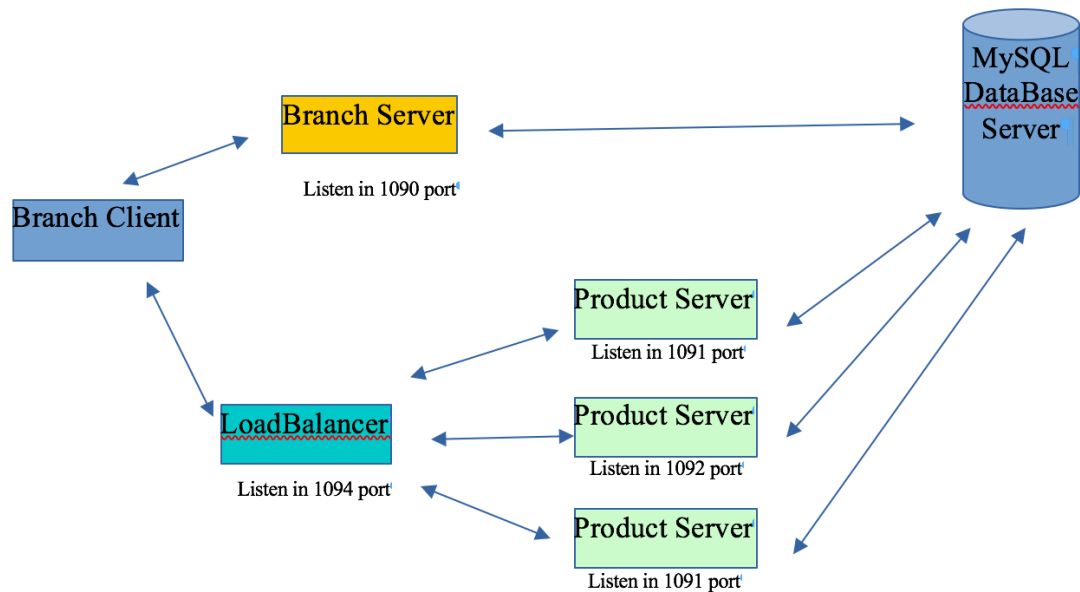 MySQL
DataBase
Server
Branch Server
Listen in 1090 port
Branch Client
Product Server
Listen in 1091 port
LoadBalancer
Listen in 1094 port
Product Server
Listen in 1092 port
Product Server
Listen in 1091 port